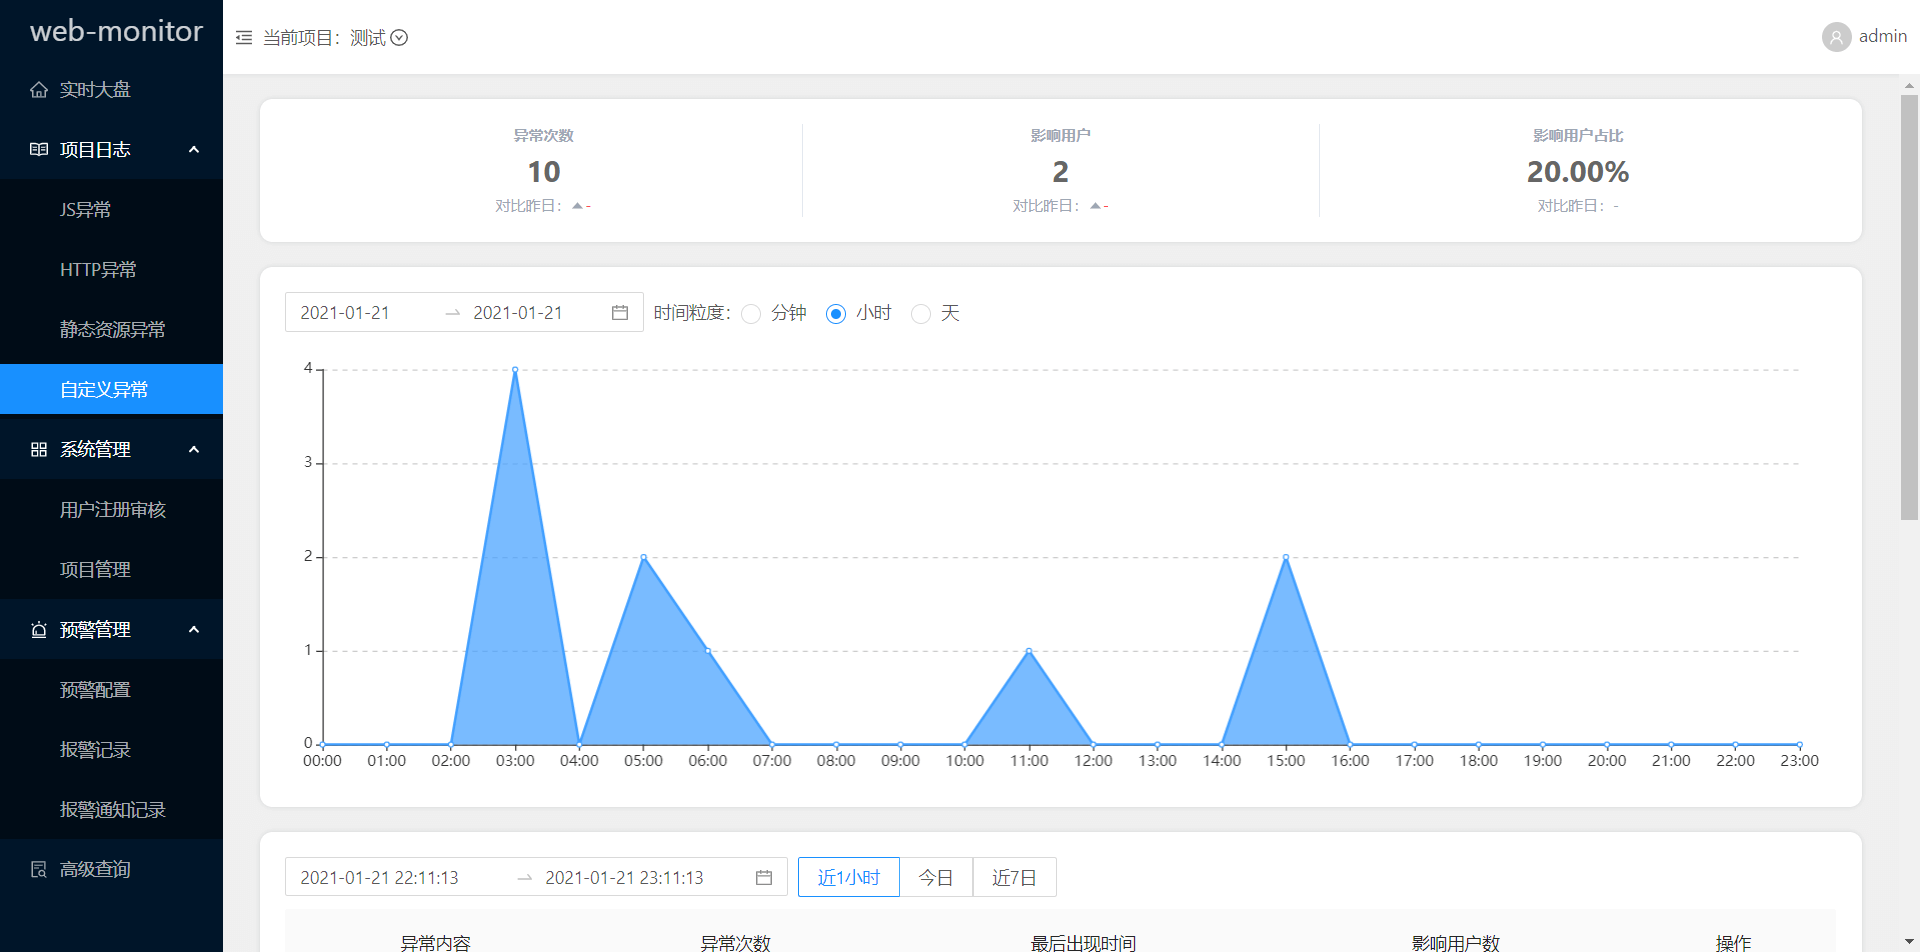 web-monitor
实时大盘
项目日志
JS异常
HTTP异常
静态资源异常
自定义异常
系统管理
用户注册审核
项目管理
预警管理
预警配置
报警记录
报警通知记录
高级查询
当前项目：测试
admin
异常次数
10
对比昨日： -
影响用户
2
对比昨日： -
影响用户占比
20.00%
对比昨日： -
2021-01-21 → 2021-01-21 时间粒度： 分钟 小时 天
4
3
2
1
0
00:00 01:00 02:00 03:00 04:00 05:00 06:00 07:00 08:00 09:00 10:00 11:00 12:00 13:00 14:00 15:00 16:00 17:00 18:00 19:00 20:00 21:00 22:00 23:00
2021-01-21 22:11:13 → 2021-01-21 23:11:13 近1小时 今日 近7日
异常内容 异常次数 最后出现时间 影响用户数 操作